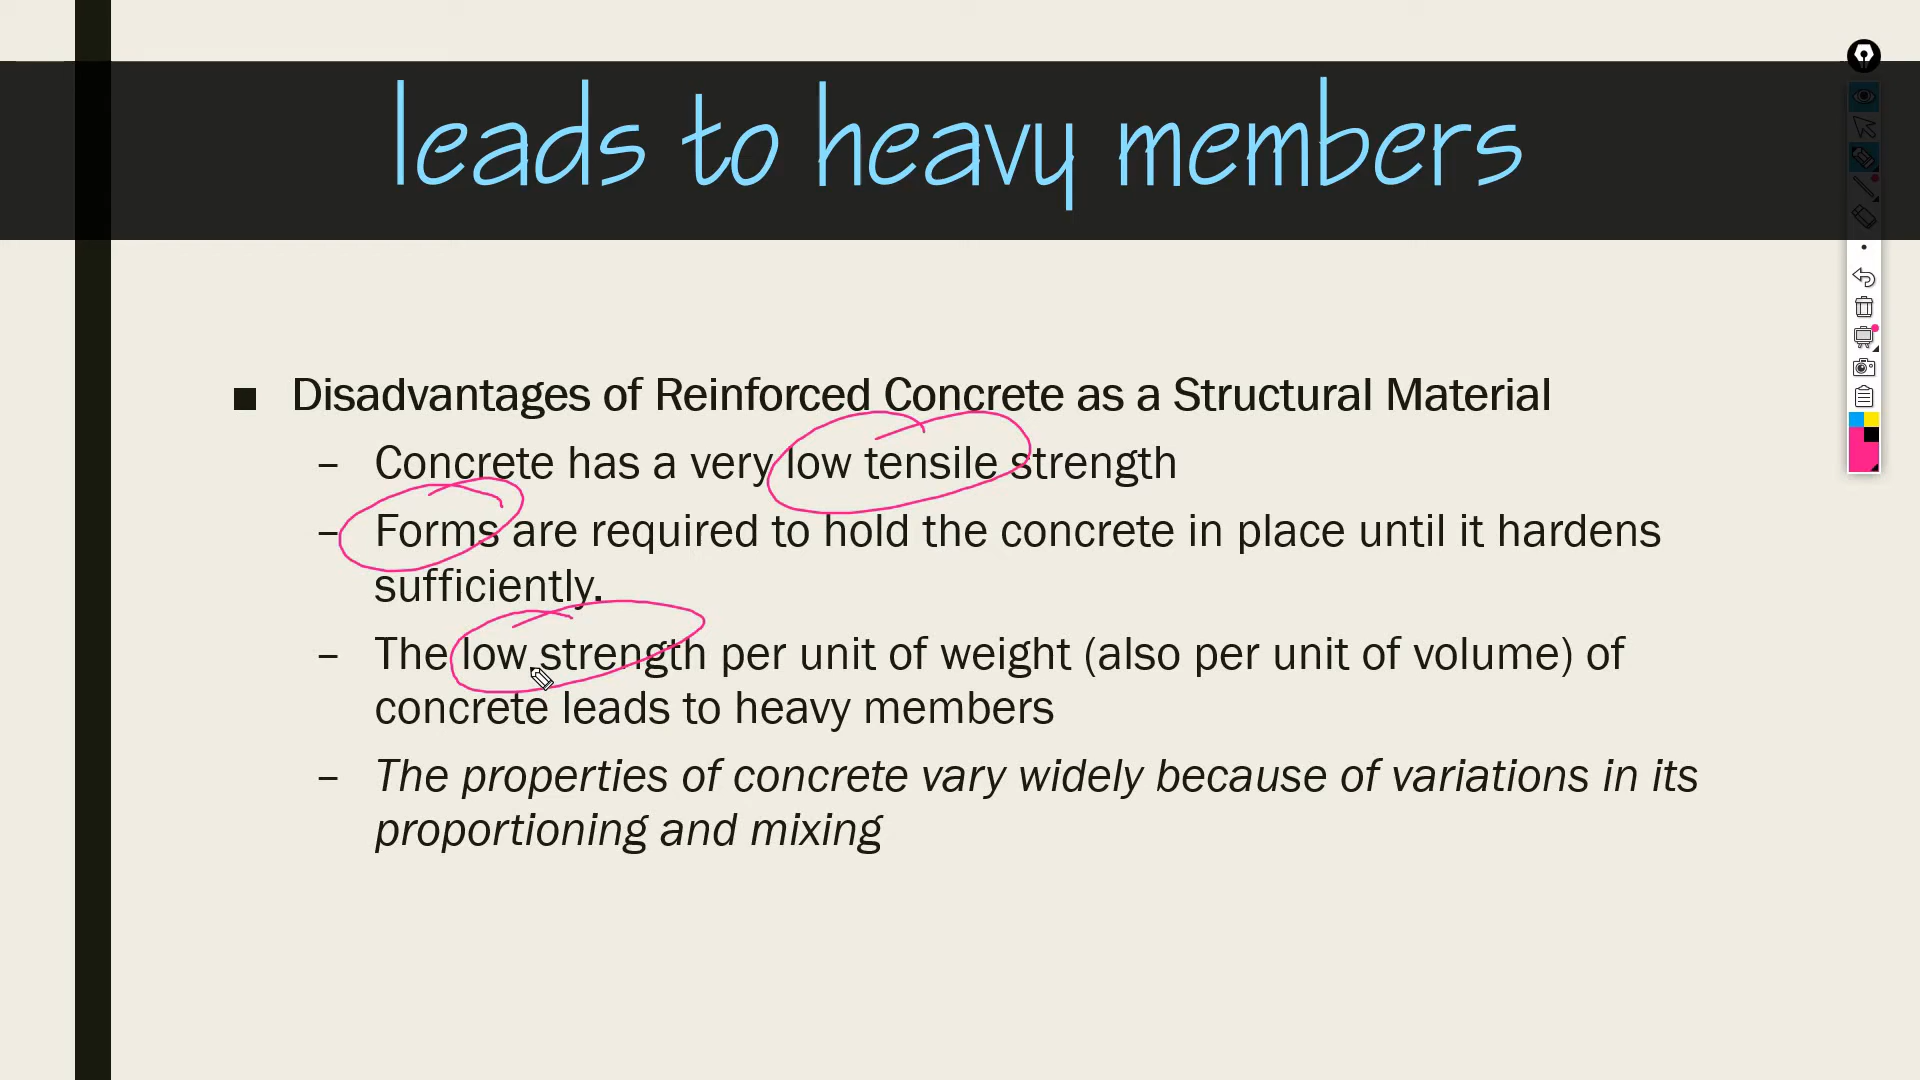 leads to heavy members
■ Disadvantages of Reinforced Concrete as a Structural Material
– Concrete has a very low tensile strength
– Forms are required to hold the concrete in place until it hardens
sufficiently.
– The low strength per unit of weight (also per unit of volume) of
concrete leads to heavy members
– The properties of concrete vary widely because of variations in its
proportioning and mixing